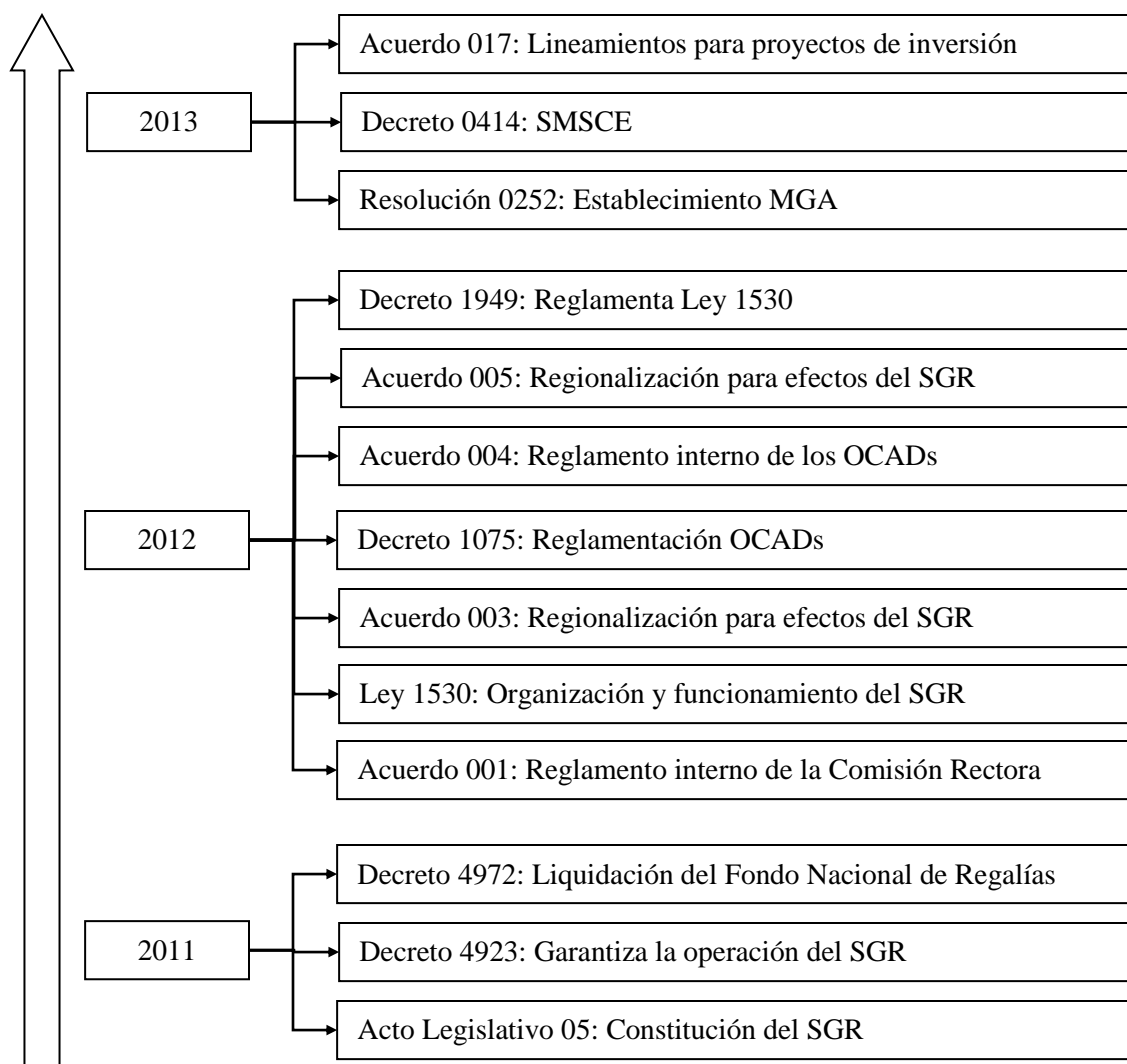 Acuerdo 017: Lineamientos para proyectos de inversión
2013
Decreto 0414: SMSCE
Resolución 0252: Establecimiento MGA
Decreto 1949: Reglamenta Ley 1530
Acuerdo 005: Regionalización para efectos del SGR
Acuerdo 004: Reglamento interno de los OCADs
2012
Decreto 1075: Reglamentación OCADs
Acuerdo 003: Regionalización para efectos del SGR
Ley 1530: Organización y funcionamiento del SGR
Acuerdo 001: Reglamento interno de la Comisión Rectora
Decreto 4972: Liquidación del Fondo Nacional de Regalías
2011
Decreto 4923: Garantiza la operación del SGR
Acto Legislativo 05: Constitución del SGR